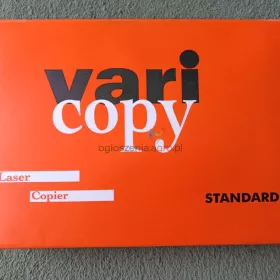 vari
copy
ogloszenia.agro.pl
Laser
Copier
STANDARD